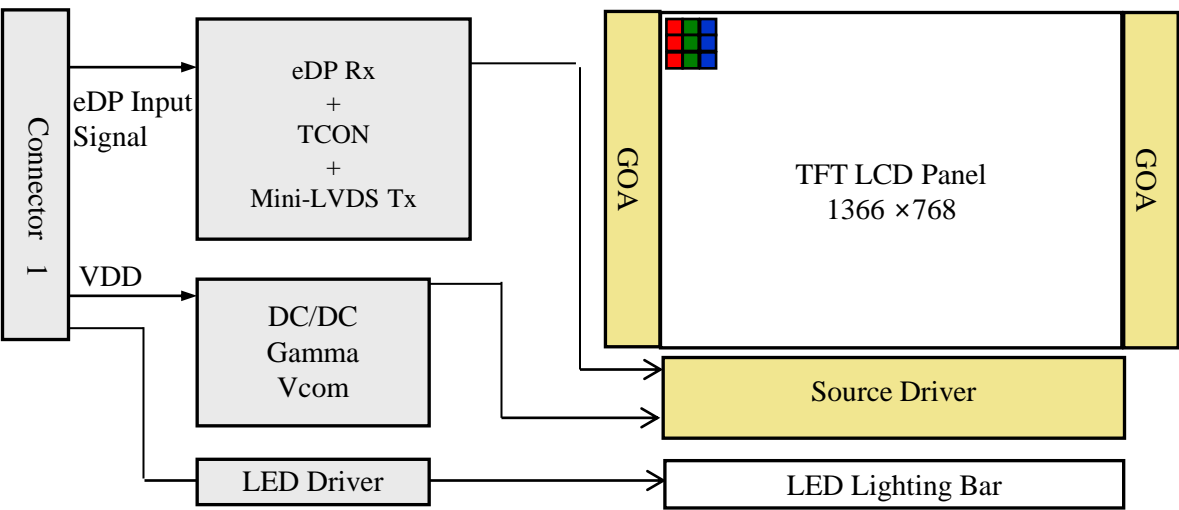 Connector 1
eDP Input
Signal
eDP Rx
+
TCON
+
Mini-LVDS Tx
VDD
DC/DC
Gamma
Vcom
LED Driver
GOA
TFT LCD Panel
1366 ×768
GOA
Source Driver
LED Lighting Bar